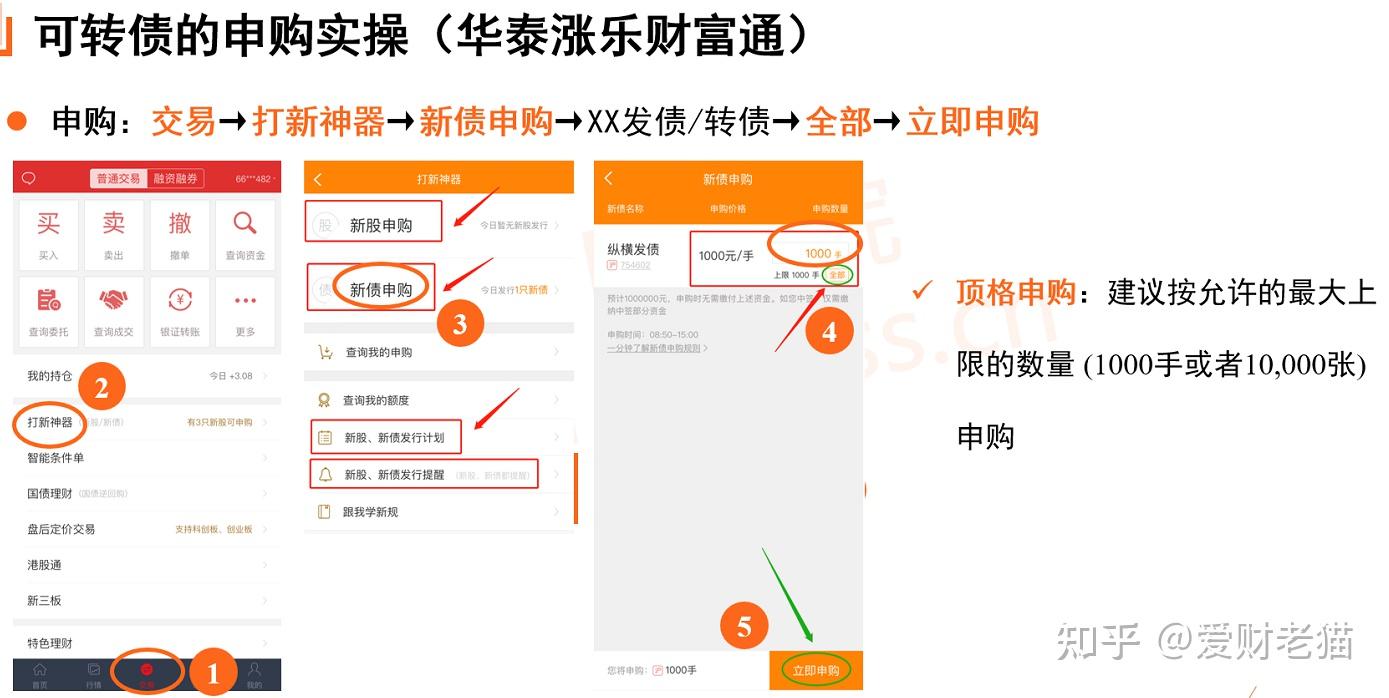 可转债的申购实操（华泰涨乐财富通）
申购：交易→打新神器→新债申购→XX发债/转债→全部→立即申购
普通交易 融资融券 66***482
买 卖 撤
买入 卖出 撤单 查询资金
查询委托 查询成交 银证转账 更多
我的持仓 今日 +3.08
2
打新神器 有3只新股可申购
智能条件单
国债理财 (国债逆回购)
盘后定价交易 支持科创板、创业板
港股通
新三板
特色理财
首页 行情 交易 1 我的
打新神器
股 新股申购 今日暂无新股发行
债 新债申购 今日发行1只新债
3
查询我的申购
查询我的额度
新股、新债发行计划
新股、新债发行提醒 (新股、新债都提醒)
跟我学新规
新债申购
新债名称 申购价格 申购数量
纵横发债 1000元/手 1000 手
754602 上限 1000 手 全部
预计1000000元，申购时无需缴付上述资金。如您中签，仅需缴
纳中签部分资金
4
申购时间：08:50~15:00
一分钟了解新债申购规则
5
您将申购： 1000手 立即申购
✓ 顶格申购：建议按允许的最大上
限的数量 (1000手或者10,000张)
申购
知乎 @爱财老猫